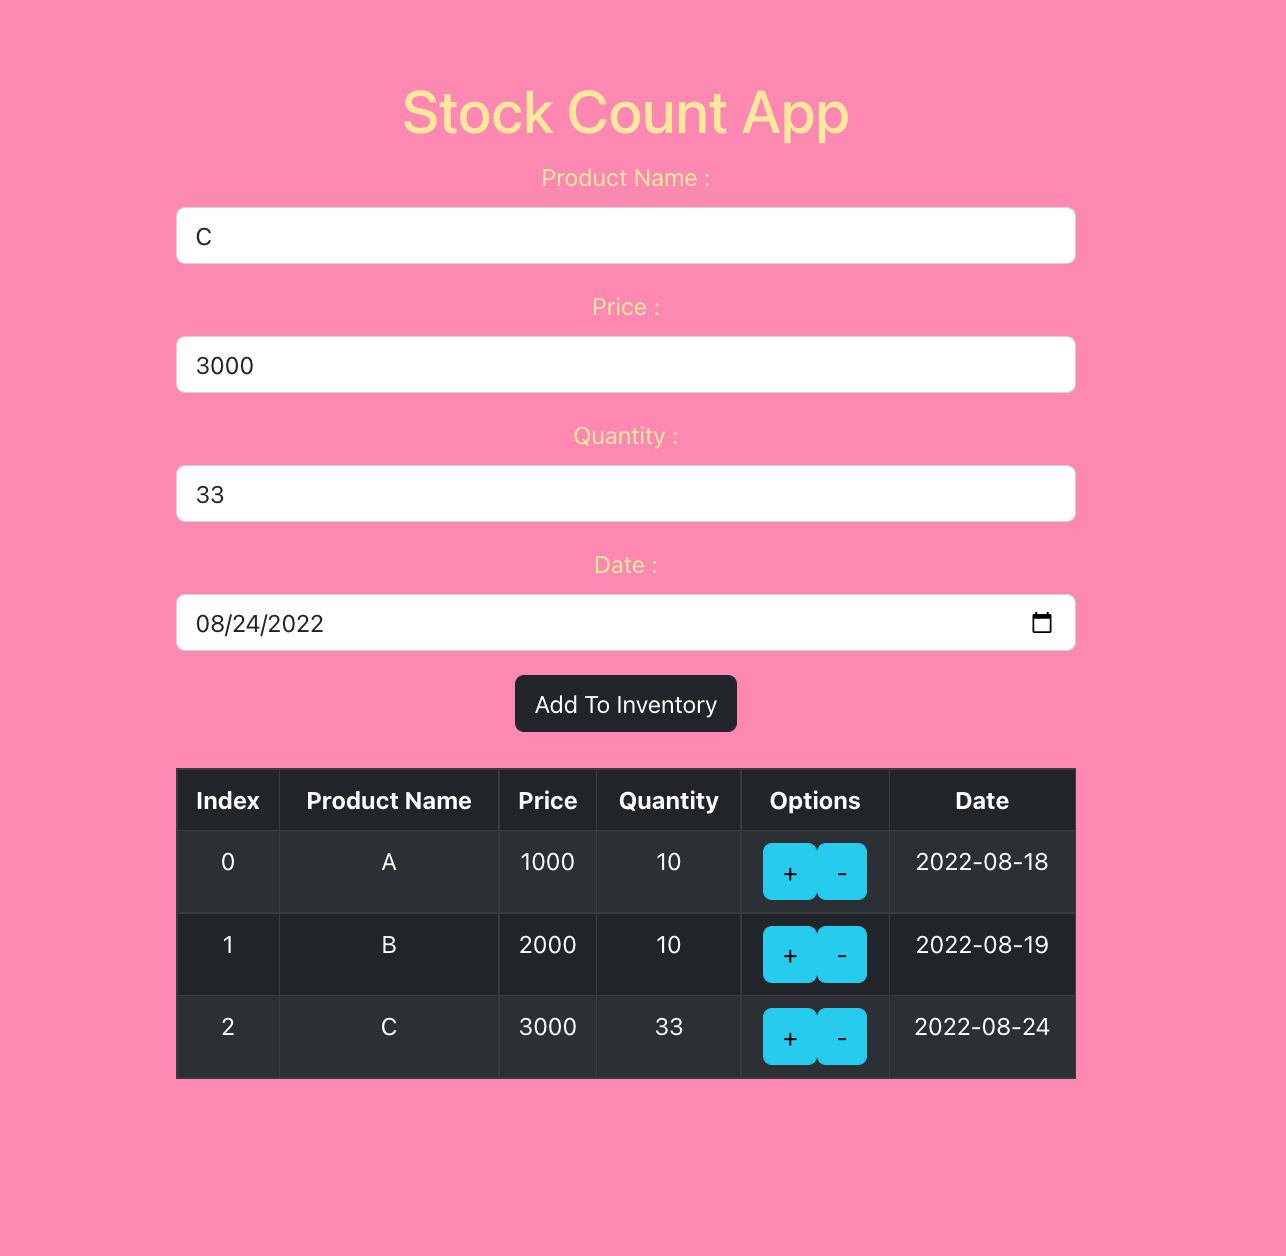 Stock Count App
Product Name :
C
Price :
3000
Quantity :
33
Date :
08/24/2022
Add To Inventory
Index Product Name Price Quantity Options Date
0 A 1000 10 + - 2022-08-18
1 B 2000 10 + - 2022-08-19
2 C 3000 33 + - 2022-08-24